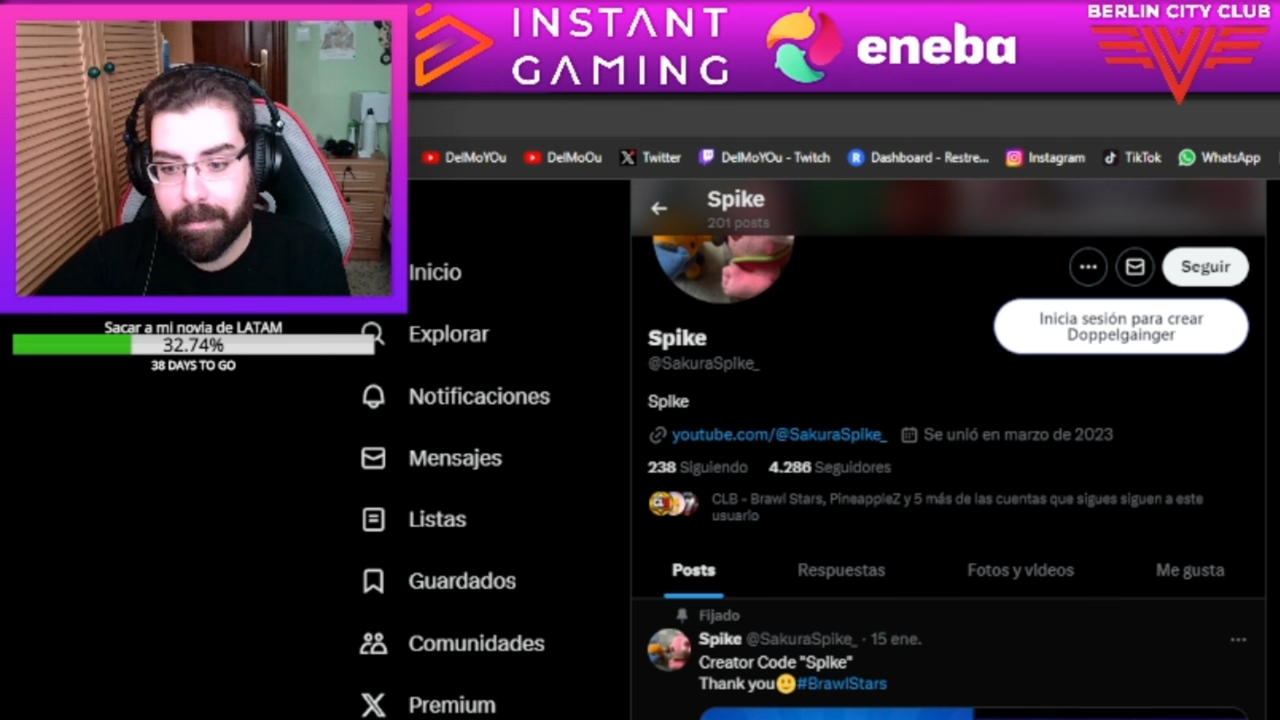 INSTANT
GAMING
eneba
BERLIN CITY CLUB
DelMoYOu
DelMoOu
Twitter
DelMoYOu - Twitch
Dashboard - Restre...
Instagram
TikTok
WhatsApp
Sacar a mi novia de LATAM
32.74%
38 DAYS TO GO
Inicio
Explorar
Notificaciones
Mensajes
Listas
Guardados
Comunidades
Premium
Spike
201 posts
Seguir
Inicia sesión para crear
Doppelgainger
Spike
@SakuraSpike_
Spike
youtube.com/@SakuraSpike_ Se unió en marzo de 2023
238 Siguiendo 4.286 Seguidores
CLB - Brawl Stars, PineappleZ y 5 más de las cuentas que sigues siguen a este
usuario
Posts Respuestas Fotos y videos Me gusta
Fijado
Spike @SakuraSpike_ · 15 ene.
Creator Code "Spike"
Thank you🙂#BrawlStars